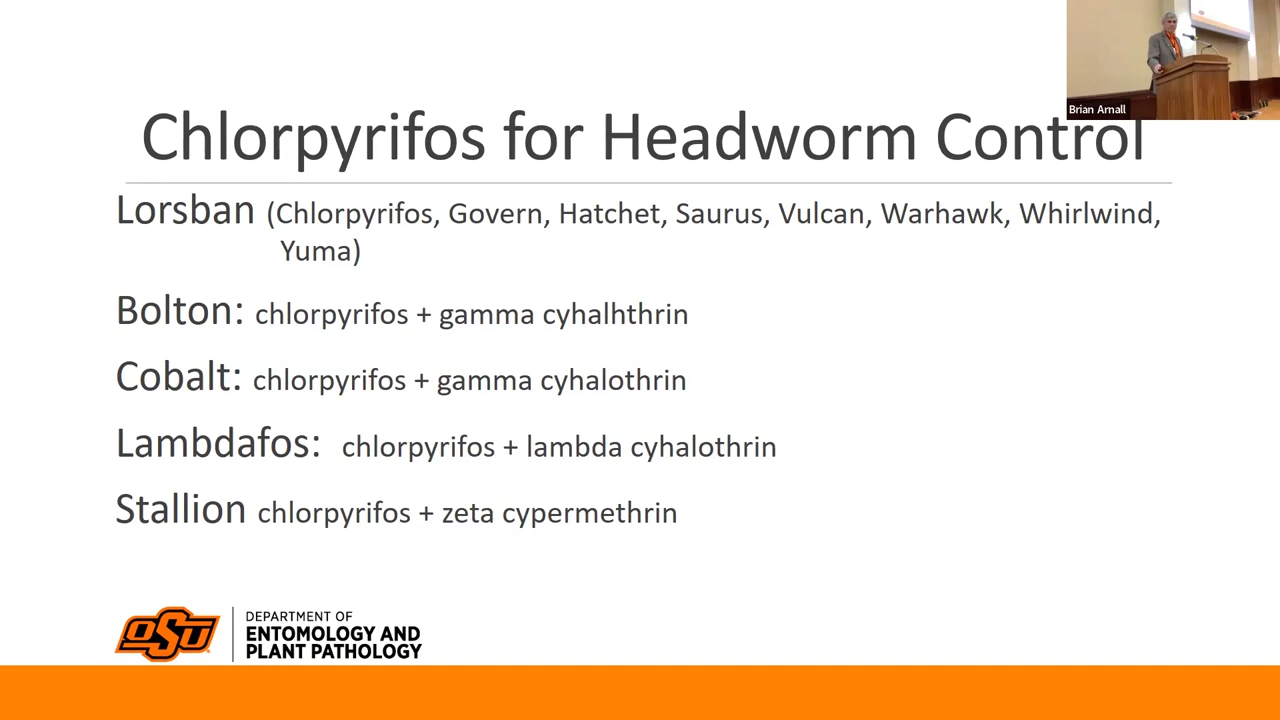 Brian Arnall
Chlorpyrifos for Headworm Control
Lorsban (Chlorpyrifos, Govern, Hatchet, Saurus, Vulcan, Warhawk, Whirlwind,
Yuma)
Bolton: chlorpyrifos + gamma cyhalhthrin
Cobalt: chlorpyrifos + gamma cyhalothrin
Lambdafos: chlorpyrifos + lambda cyhalothrin
Stallion chlorpyrifos + zeta cypermethrin
OSU
DEPARTMENT OF
ENTOMOLOGY AND
PLANT PATHOLOGY